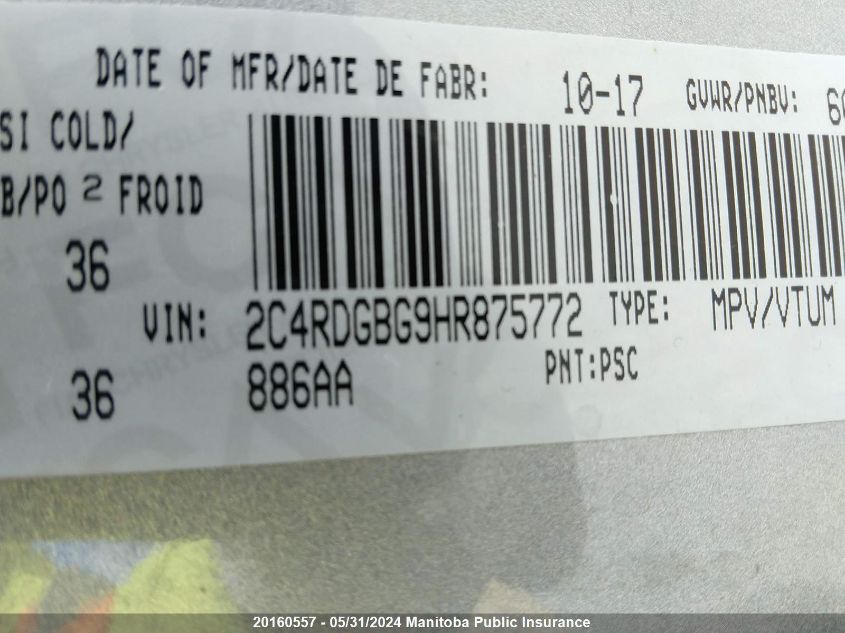 DATE OF MFR/DATE DE FABR: 10-17 GVWR/PNBV:
SI COLD/
B/PO 2 FROID
36
VIN: 2C4RDGBG9HR875772 TYPE: MPV/VTUM
36 886AA PNT:PSC
20160557 - 05/31/2024 Manitoba Public Insurance